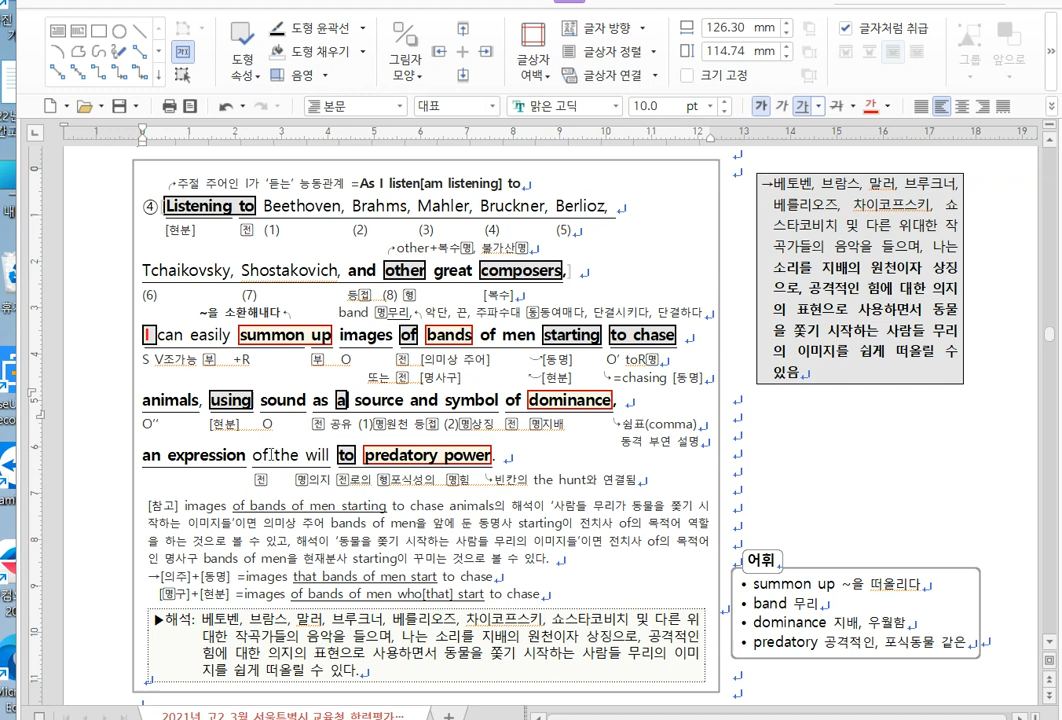 도형 윤곽선
도형 채우기
음영
도형 속성
그림자 모양
글상자 여백
글자 방향
글상자 정렬
글상자 연결
126.30 mm
114.74 mm
크기 고정
글자처럼 취급
그룹
앞으로
본문
대표
맑은 고딕
10.0 pt
가 가 가 가 가
1 1 2 3 4 5 6 7 8 9 10 11 12 13 14 15 16 17 18 19
주절 주어인 I가 ‘듣는’ 능동관계 =As I listen[am listening] to
④ Listening to Beethoven, Brahms, Mahler, Bruckner, Berlioz,
[현분] 전 (1) (2) (3) (4) (5)
other+복수명, 불가산명
Tchaikovsky, Shostakovich, and other great composers,
(6) (7) 등접 (8) 형 [복수]
~을 소환해내다 band 명무리, 악단, 끈, 주파수대 동동여매다, 단결시키다, 단결하다
I can easily summon up images of bands of men starting to chase
S V조가능 부 +R 부 O 전 [의미상 주어] [동명] O’ toR명
또는 전 [명사구] [현분] =chasing [동명]
animals, using sound as a source and symbol of dominance,
O’’ [현분] O 전 공유 (1)명원천 등접 (2)명상징 전 명지배 쉼표(comma)
동격 부연 설명
an expression of the will to predatory power.
전 명의지 전로의 형포식성의 명힘 빈칸의 the hunt와 연결됨
[참고] images of bands of men starting to chase animals의 해석이 ‘사람들 무리가 동물을 쫓기 시
작하는 이미지들’이면 의미상 주어 bands of men을 앞에 둔 동명사 starting이 전치사 of의 목적어 역할
을 하는 것으로 볼 수 있고, 해석이 ‘동물을 쫓기 시작하는 사람들 무리의 이미지들’이면 전치사 of의 목적어
인 명사구 bands of men을 현재분사 starting이 꾸미는 것으로 볼 수 있다.
→[의주]+[동명] =images that bands of men start to chase
[명구]+[현분] =images of bands of men who[that] start to chase
▶해석: 베토벤, 브람스, 말러, 브루크너, 베를리오즈, 차이코프스키, 쇼스타코비치 및 다른 위
대한 작곡가들의 음악을 들으며, 나는 소리를 지배의 원천이자 상징으로, 공격적인
힘에 대한 의지의 표현으로 사용하면서 동물을 쫓기 시작하는 사람들 무리의 이미
지를 쉽게 떠올릴 수 있다.
→베토벤, 브람스, 말러, 브루크너,
베를리오즈, 차이코프스키, 쇼
스타코비치 및 다른 위대한 작
곡가들의 음악을 들으며, 나는
소리를 지배의 원천이자 상징
으로, 공격적인 힘에 대한 의지
의 표현으로 사용하면서 동물
을 쫓기 시작하는 사람들 무리
의 이미지를 쉽게 떠올릴 수
있음
어휘
• summon up ~을 떠올리다
• band 무리
• dominance 지배, 우월함
• predatory 공격적인, 포식동물 같은
2021년 고2 3월 서울특별시 교육청 학력평가…